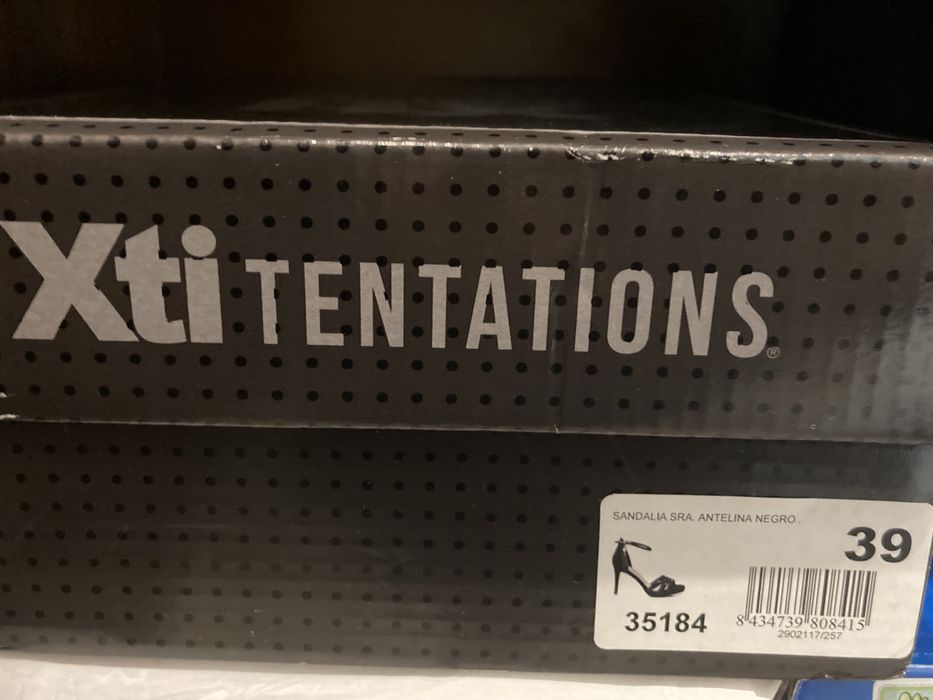 Xti TENTATIONS®
SANDALIA SRA. ANTELINA NEGRO .
39
35184
8 434739 808415
2902117/257